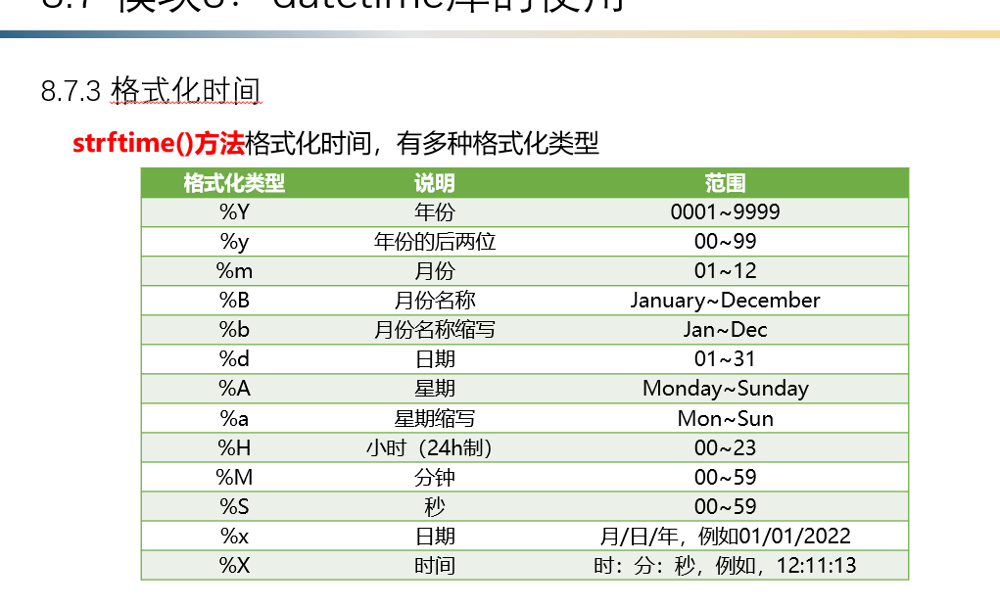 8.7 模块6：datetime库的使用
8.7.3 格式化时间
strftime()方法格式化时间，有多种格式化类型
格式化类型 说明 范围
%Y 年份 0001~9999
%y 年份的后两位 00~99
%m 月份 01~12
%B 月份名称 January~December
%b 月份名称缩写 Jan~Dec
%d 日期 01~31
%A 星期 Monday~Sunday
%a 星期缩写 Mon~Sun
%H 小时（24h制） 00~23
%M 分钟 00~59
%S 秒 00~59
%x 日期 月/日/年，例如01/01/2022
%X 时间 时：分：秒，例如，12:11:13